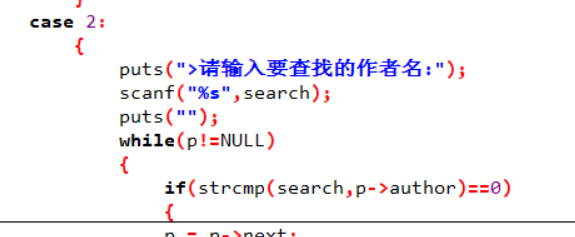 }
case 2:
{
puts(">请输入要查找的作者名:");
scanf("%s",search);
puts("");
while(p!=NULL)
{
if(strcmp(search,p->author)==0)
{
p = p->next;